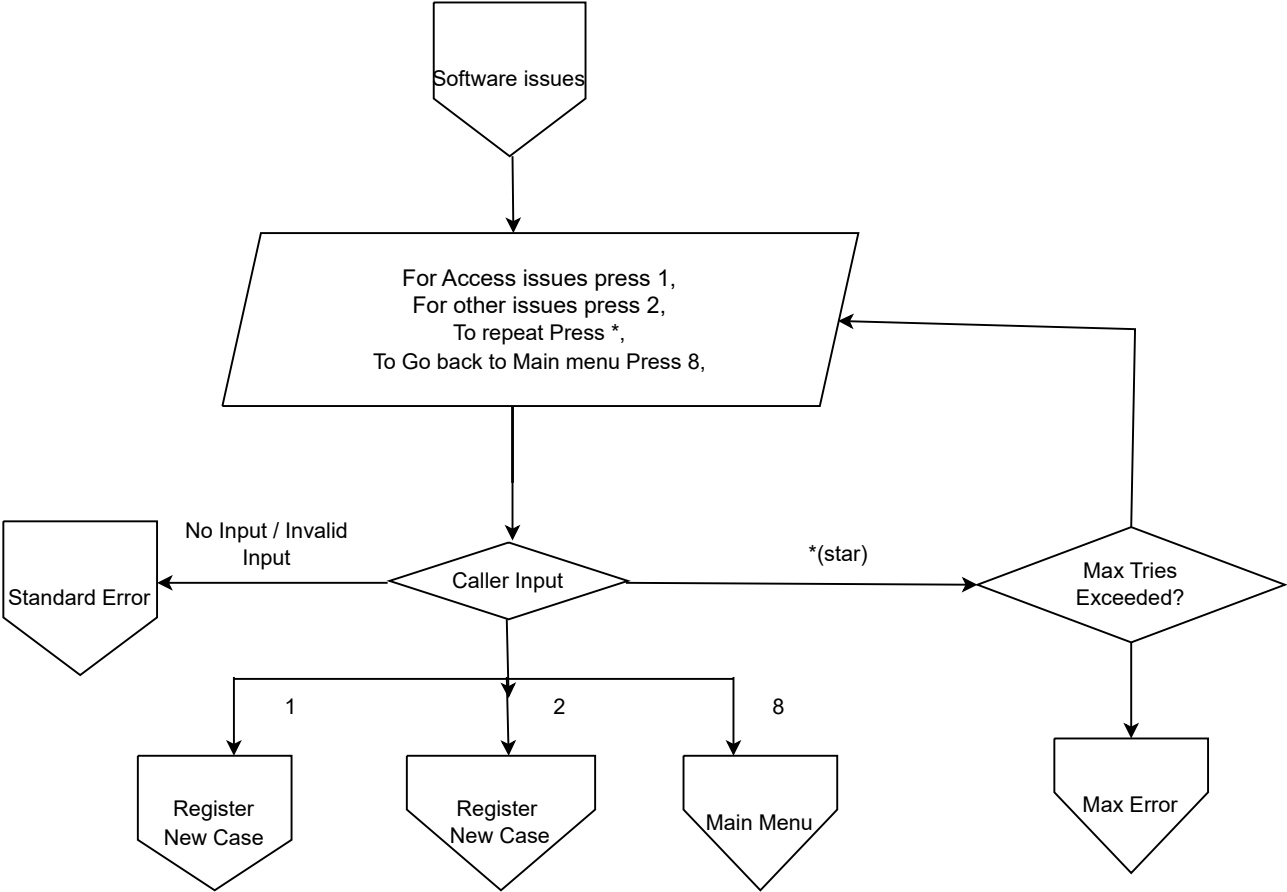 Software issues
For Access issues press 1,
For other issues press 2,
To repeat Press *,
To Go back to Main menu Press 8,
No Input / Invalid
Input
Standard Error
Caller Input
*(star)
Max Tries
Exceeded?
1
2
8
Register
New Case
Register
New Case
Main Menu
Max Error